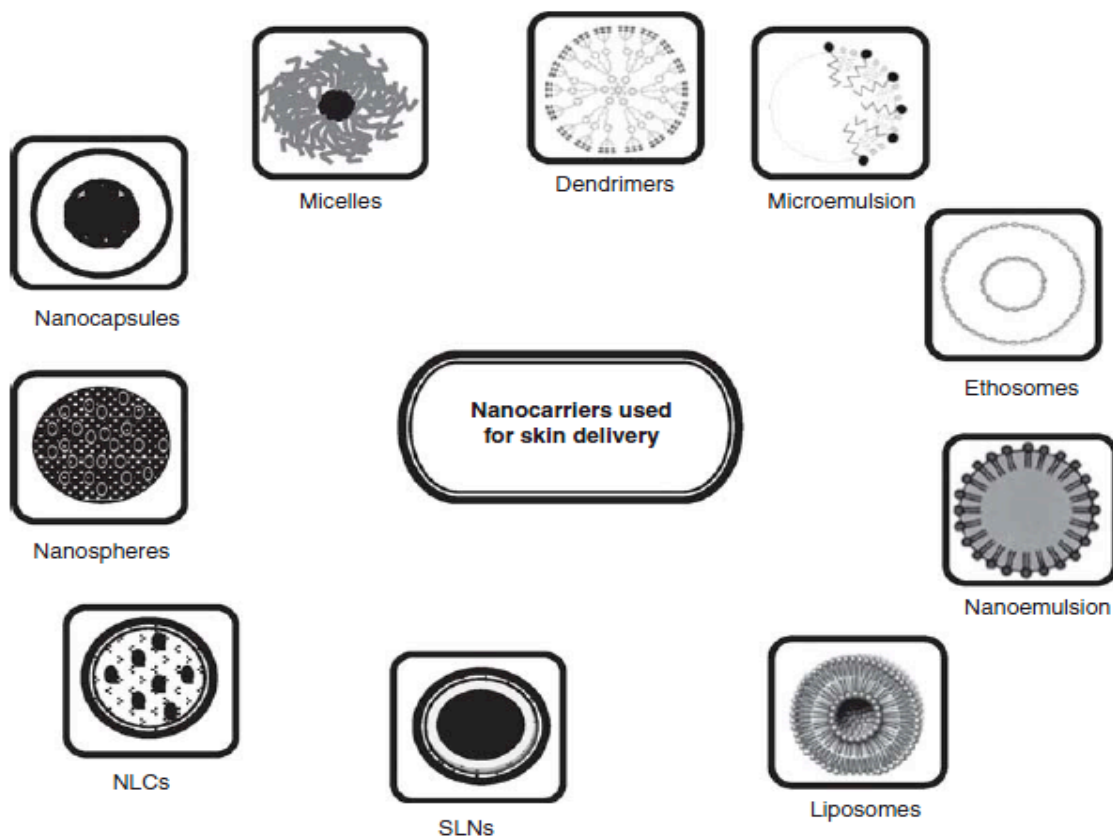 Micelles
Dendrimers
Microemulsion
Nanocapsules
Ethosomes
Nanocarriers used
for skin delivery
Nanospheres
Nanoemulsion
NLCs
SLNs
Liposomes